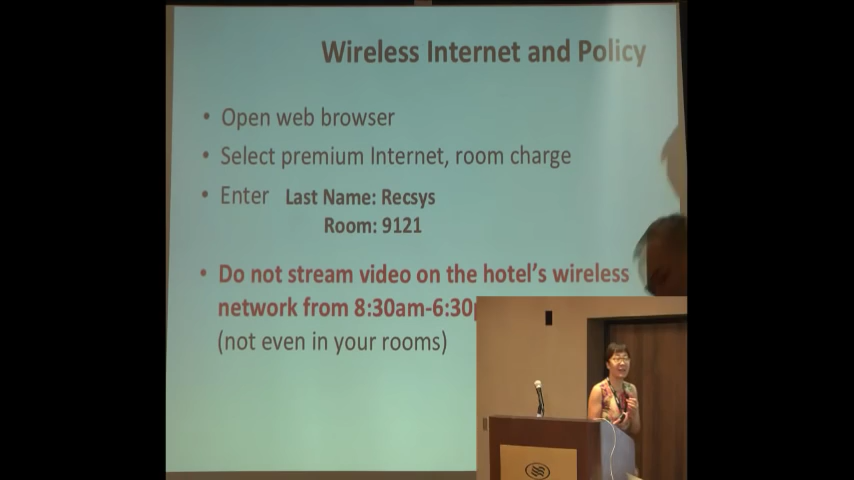 Wireless Internet and Policy
• Open web browser
• Select premium Internet, room charge
• Enter Last Name: Recsys
Room: 9121
• Do not stream video on the hotel's wireless
network from 8:30am-6:30
(not even in your rooms)